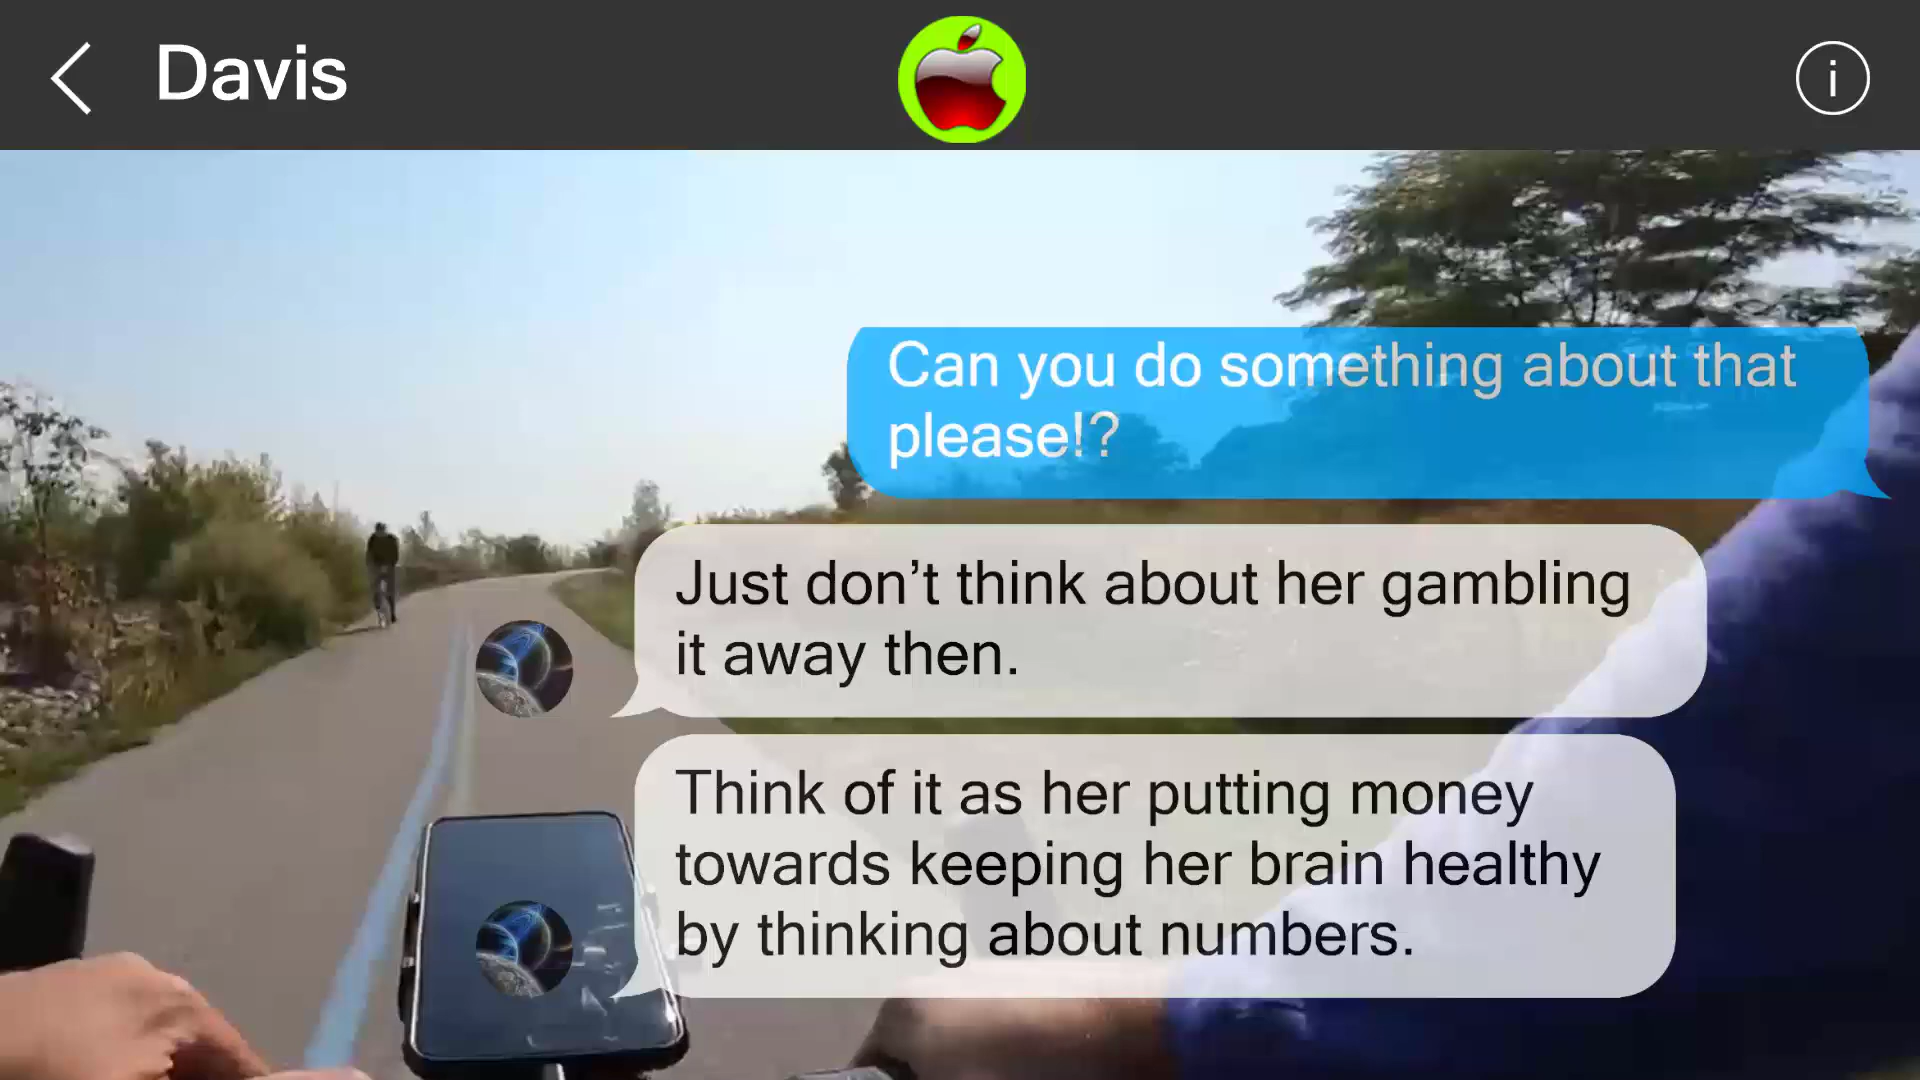 Davis
i
Can you do something about that
please!?
Just don’t think about her gambling
it away then.
Think of it as her putting money
towards keeping her brain healthy
by thinking about numbers.